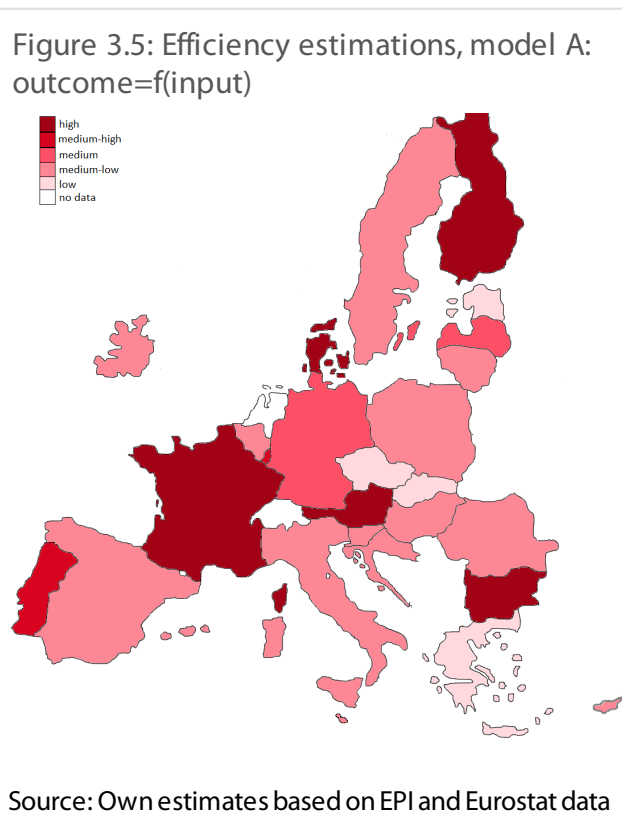 Figure 3.5: Efficiency estimations, model A:
outcome=f(input)
high
medium-high
medium
medium-low
low
no data
Source: Own estimates based on EPI and Eurostat data